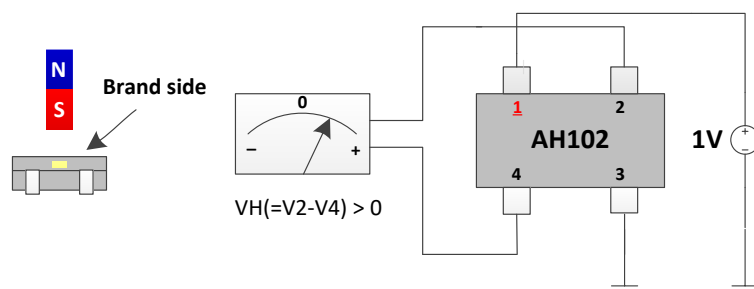 N
S
Brand side
0
− +
VH(=V2-V4) > 0
1 2
AH102
4 3
1V
+
−